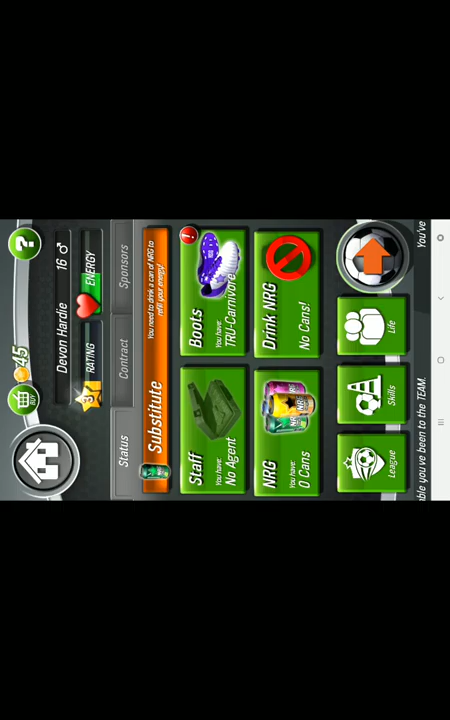 45
BUY
Devon Hardie 16
RATING
ENERGY
3
Status
Contract
Sponsors
Substitute
You need to drink a can of NRG to
refill your energy!
Staff
You have:
No Agent
Boots
You have:
TRU-Carnivore
NRG
You have:
0 Cans
Drink NRG
No Cans!
League
Skills
Life
ble you've been to the TEAM.
You've